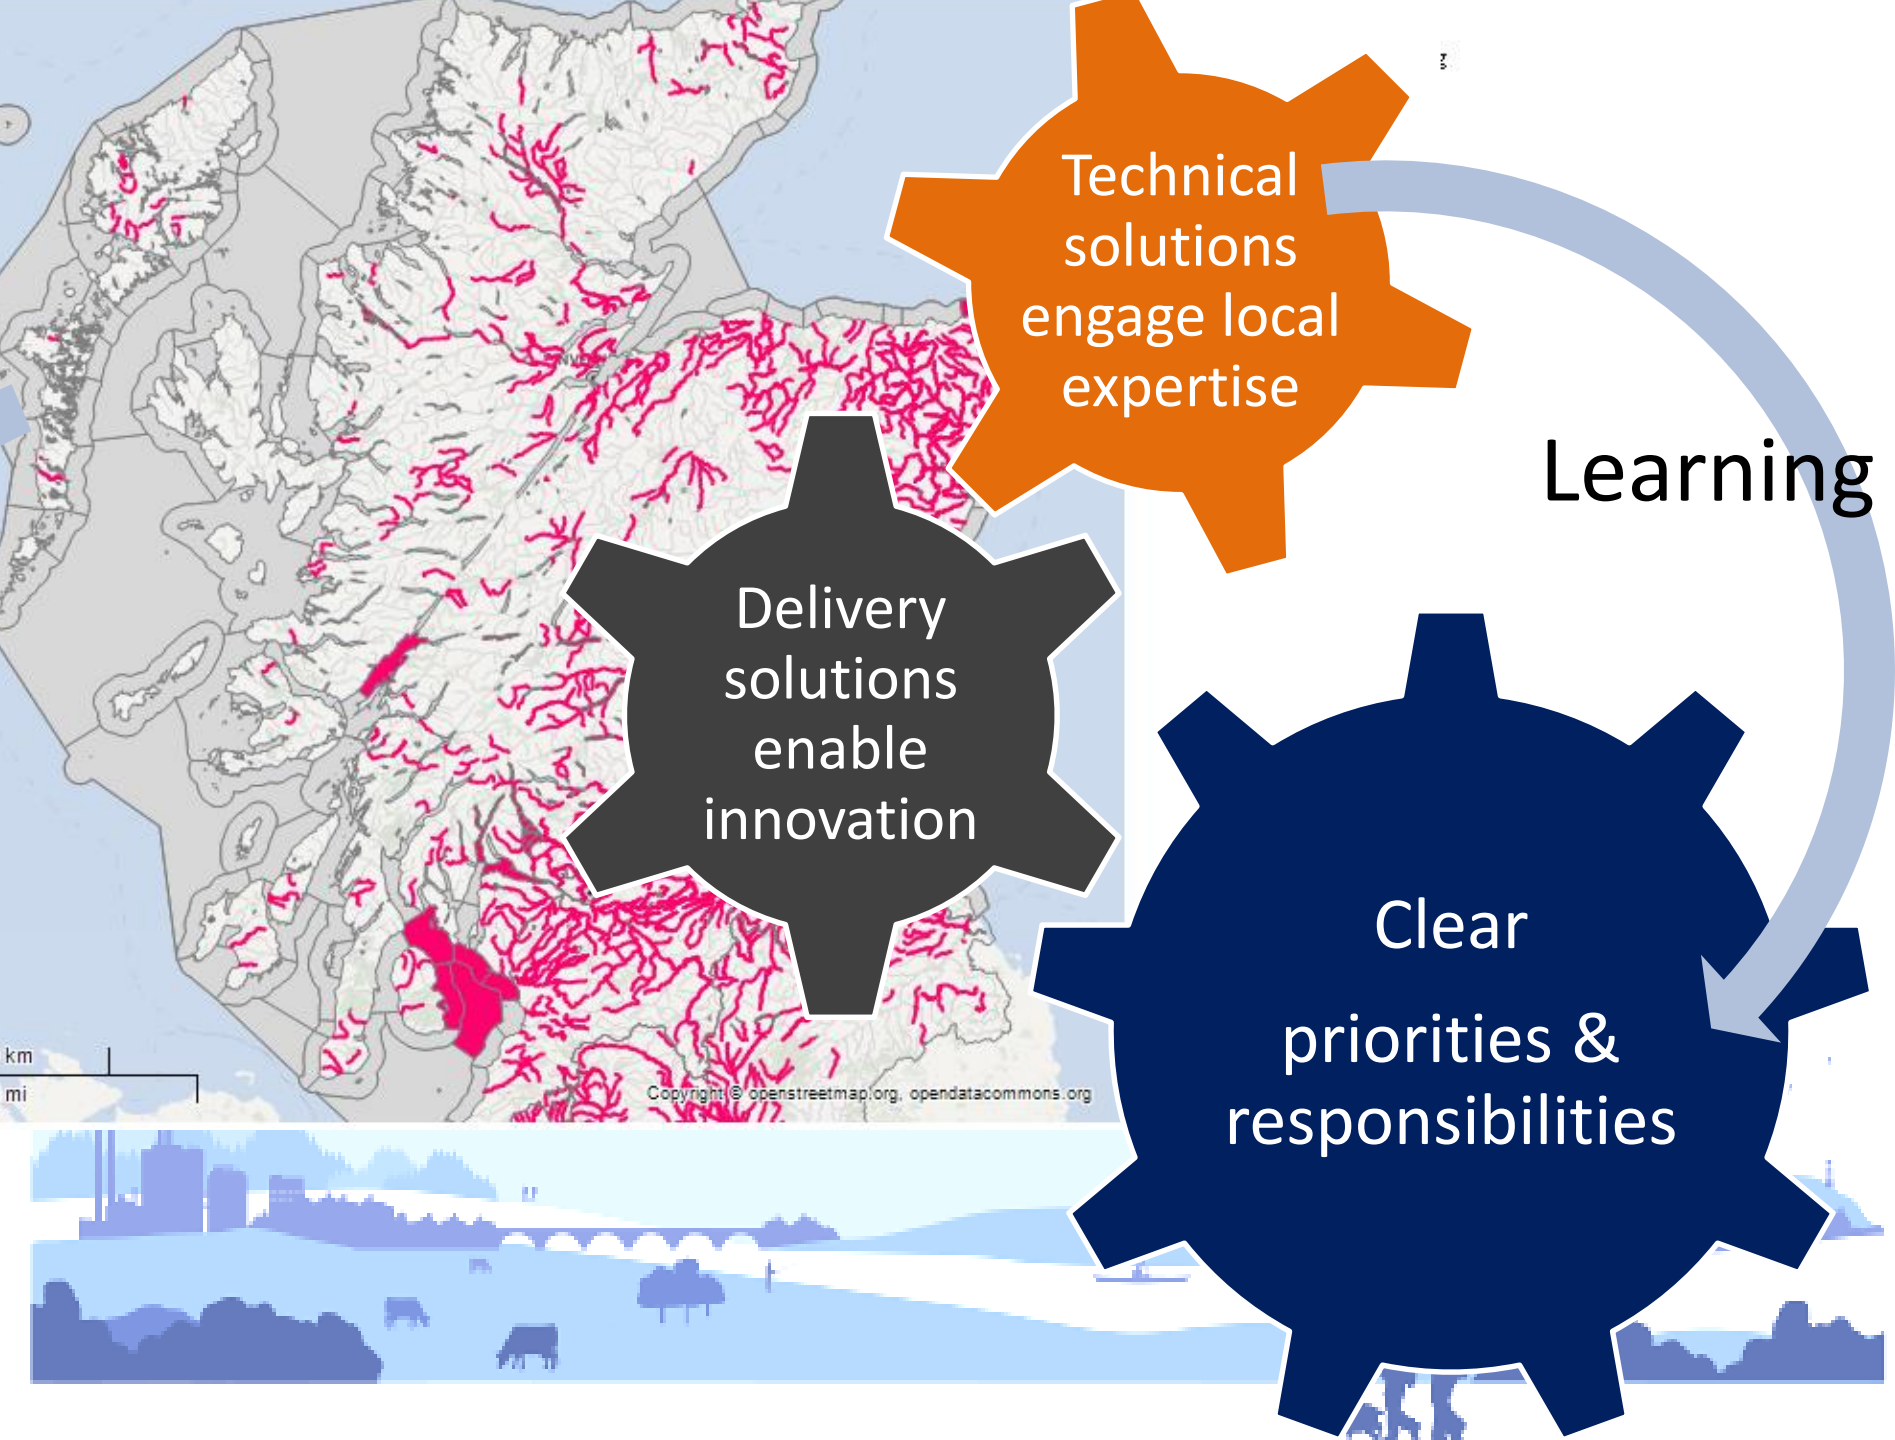 Technical
solutions
engage local
expertise
Learning
Delivery
solutions
enable
innovation
Clear
priorities &
responsibilities
km
mi
Copyright © openstreetmap.org, opendatacommons.org